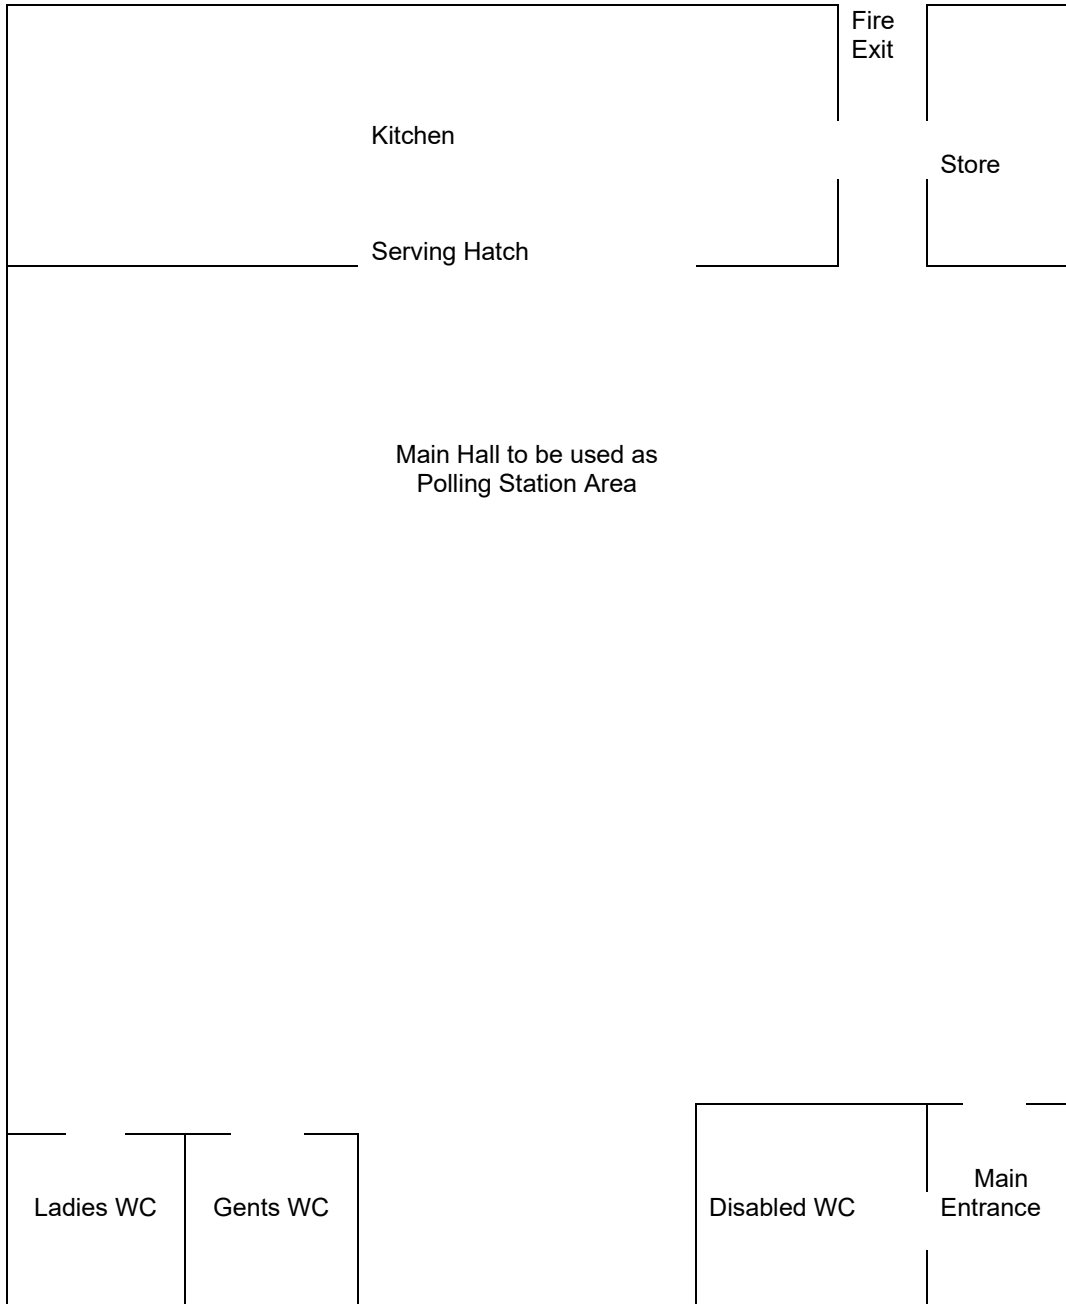 Fire
Exit
Kitchen
Store
Serving Hatch
Main Hall to be used as
Polling Station Area
Ladies WC
Gents WC
Disabled WC
Main
Entrance